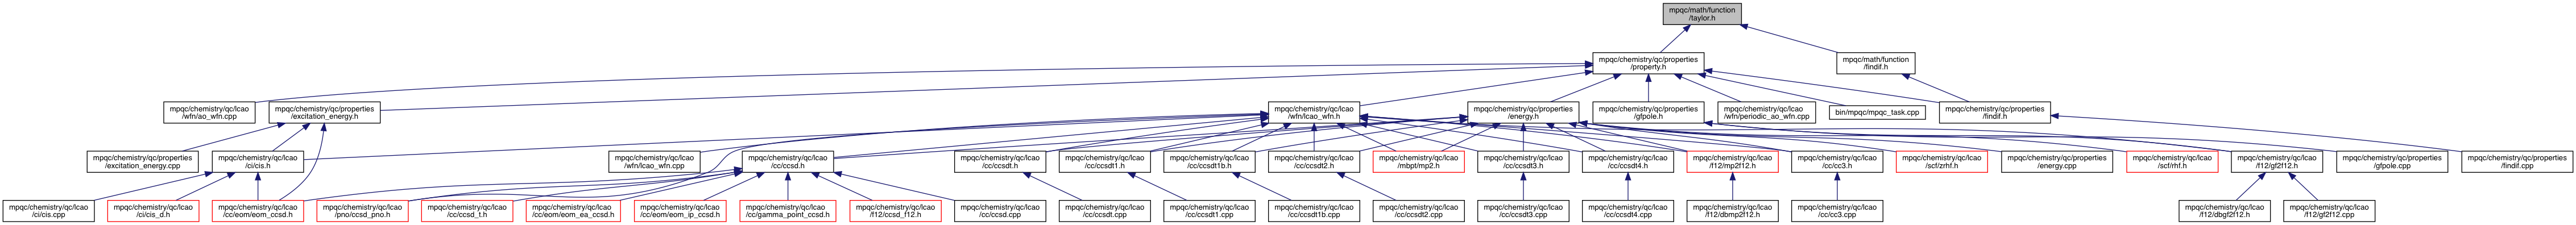 mpqc/math/function
/taylor.h
mpqc/chemistry/qc/properties
/property.h
mpqc/math/function
/findif.h
mpqc/chemistry/qc/lcao
/wfn/ao_wfn.cpp
mpqc/chemistry/qc/properties
/excitation_energy.h
mpqc/chemistry/qc/lcao
/wfn/lcao_wfn.h
mpqc/chemistry/qc/properties
/energy.h
mpqc/chemistry/qc/properties
/gfpole.h
mpqc/chemistry/qc/lcao
/wfn/periodic_ao_wfn.cpp
bin/mpqc/mpqc_task.cpp
mpqc/chemistry/qc/properties
/findif.h
mpqc/chemistry/qc/properties
/excitation_energy.cpp
mpqc/chemistry/qc/lcao
/ci/cis.h
mpqc/chemistry/qc/lcao
/wfn/lcao_wfn.cpp
mpqc/chemistry/qc/lcao
/cc/ccsd.h
mpqc/chemistry/qc/lcao
/cc/ccsdt.h
mpqc/chemistry/qc/lcao
/cc/ccsdt1.h
mpqc/chemistry/qc/lcao
/cc/ccsdt1b.h
mpqc/chemistry/qc/lcao
/cc/ccsdt2.h
mpqc/chemistry/qc/lcao
/mbpt/mp2.h
mpqc/chemistry/qc/lcao
/cc/ccsdt3.h
mpqc/chemistry/qc/lcao
/cc/ccsdt4.h
mpqc/chemistry/qc/lcao
/f12/mp2f12.h
mpqc/chemistry/qc/lcao
/cc/cc3.h
mpqc/chemistry/qc/lcao
/scf/zrhf.h
mpqc/chemistry/qc/properties
/energy.cpp
mpqc/chemistry/qc/lcao
/scf/rhf.h
mpqc/chemistry/qc/lcao
/f12/gf2f12.h
mpqc/chemistry/qc/properties
/gfpole.cpp
mpqc/chemistry/qc/properties
/findif.cpp
mpqc/chemistry/qc/lcao
/ci/cis.cpp
mpqc/chemistry/qc/lcao
/ci/cis_d.h
mpqc/chemistry/qc/lcao
/cc/eom/eom_ccsd.h
mpqc/chemistry/qc/lcao
/pno/ccsd_pno.h
mpqc/chemistry/qc/lcao
/cc/ccsd_t.h
mpqc/chemistry/qc/lcao
/cc/eom/eom_ea_ccsd.h
mpqc/chemistry/qc/lcao
/cc/eom/eom_ip_ccsd.h
mpqc/chemistry/qc/lcao
/cc/gamma_point_ccsd.h
mpqc/chemistry/qc/lcao
/f12/ccsd_f12.h
mpqc/chemistry/qc/lcao
/cc/ccsd.cpp
mpqc/chemistry/qc/lcao
/cc/ccsdt.cpp
mpqc/chemistry/qc/lcao
/cc/ccsdt1.cpp
mpqc/chemistry/qc/lcao
/cc/ccsdt1b.cpp
mpqc/chemistry/qc/lcao
/cc/ccsdt2.cpp
mpqc/chemistry/qc/lcao
/cc/ccsdt3.cpp
mpqc/chemistry/qc/lcao
/cc/ccsdt4.cpp
mpqc/chemistry/qc/lcao
/f12/dbmp2f12.h
mpqc/chemistry/qc/lcao
/cc/cc3.cpp
mpqc/chemistry/qc/lcao
/f12/dbgf2f12.h
mpqc/chemistry/qc/lcao
/f12/gf2f12.cpp